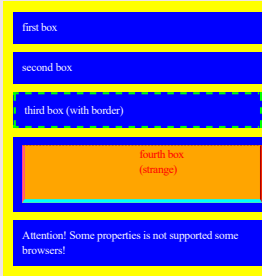 first box
second box
third box (with border)
fourth box
(strange)
Attention! Some properties is not supported some
browsers!